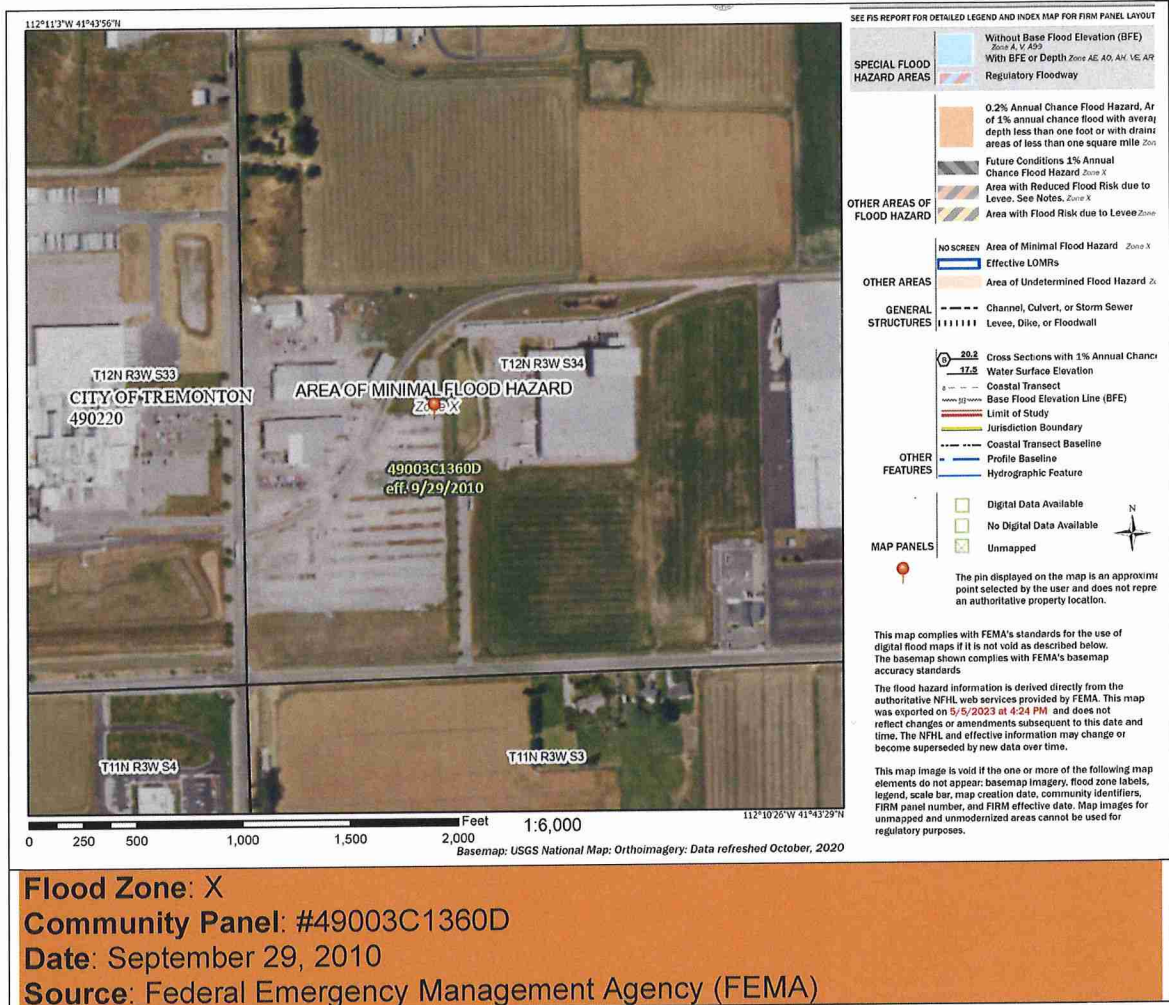 112°11'3"W 41°43'56"N
T12N R3W S33
CITY OF TREMONTON
490220
AREA OF MINIMAL FLOOD HAZARD
Zone X
T12N R3W S34
49003C1360D
eff. 9/29/2010
T11N R3W S4
T11N R3W S3
112°10'26"W 41°43'29"N
Feet
1:6,000
0 250 500 1,000 1,500 2,000
Basemap: USGS National Map: Orthoimagery: Data refreshed October, 2020
SEE FIS REPORT FOR DETAILED LEGEND AND INDEX MAP FOR FIRM PANEL LAYOUT
SPECIAL FLOOD
HAZARD AREAS
Without Base Flood Elevation (BFE)
Zone A, V, A99
With BFE or Depth Zone AE, AO, AH, VE, AR
Regulatory Floodway
OTHER AREAS OF
FLOOD HAZARD
0.2% Annual Chance Flood Hazard, Ar
of 1% annual chance flood with averag
depth less than one foot or with draina
areas of less than one square mile Zon
Future Conditions 1% Annual
Chance Flood Hazard Zone X
Area with Reduced Flood Risk due to
Levee. See Notes. Zone X
Area with Flood Risk due to Levee Zone
OTHER AREAS
NO SCREEN Area of Minimal Flood Hazard Zone X
Effective LOMRs
Area of Undetermined Flood Hazard Zo
GENERAL
STRUCTURES
Channel, Culvert, or Storm Sewer
Levee, Dike, or Floodwall
OTHER
FEATURES
B 20.2 Cross Sections with 1% Annual Chance
17.5 Water Surface Elevation
8 Coastal Transect
513 Base Flood Elevation Line (BFE)
Limit of Study
Jurisdiction Boundary
Coastal Transect Baseline
Profile Baseline
Hydrographic Feature
MAP PANELS
Digital Data Available
No Digital Data Available
Unmapped
N
The pin displayed on the map is an approxima
point selected by the user and does not repre
an authoritative property location.
This map complies with FEMA's standards for the use of
digital flood maps if it is not void as described below.
The basemap shown complies with FEMA's basemap
accuracy standards
The flood hazard information is derived directly from the
authoritative NFHL web services provided by FEMA. This map
was exported on 5/5/2023 at 4:24 PM and does not
reflect changes or amendments subsequent to this date and
time. The NFHL and effective information may change or
become superseded by new data over time.
This map image is void if the one or more of the following map
elements do not appear: basemap imagery, flood zone labels,
legend, scale bar, map creation date, community identifiers,
FIRM panel number, and FIRM effective date. Map images for
unmapped and unmodernized areas cannot be used for
regulatory purposes.
Flood Zone: X
Community Panel: #49003C1360D
Date: September 29, 2010
Source: Federal Emergency Management Agency (FEMA)